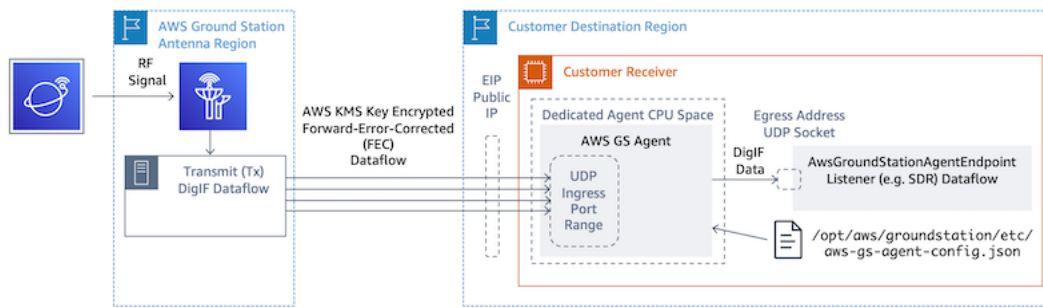 AWS Ground Station
Antenna Region
RF
Signal
Transmit (Tx)
DigIF Dataflow
AWS KMS Key Encrypted
Forward-Error-Corrected
(FEC)
Dataflow
Customer Destination Region
EIP
Public
IP
Customer Receiver
Dedicated Agent CPU Space
AWS GS Agent
UDP
Ingress
Port
Range
DigIF
Data
Egress Address
UDP Socket
AwsGroundStationAgentEndpoint
Listener (e.g. SDR) Dataflow
/opt/aws/groundstation/etc/
aws-gs-agent-config.json